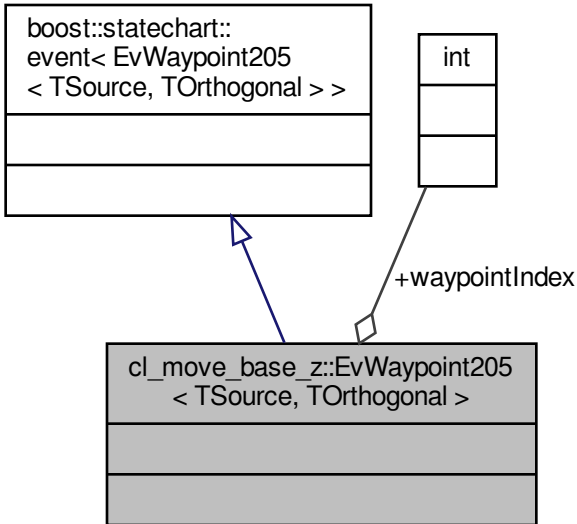 boost::statechart::
event< EvWaypoint205
< TSource, TOrthogonal > >
int
+waypointIndex
cl_move_base_z::EvWaypoint205
< TSource, TOrthogonal >